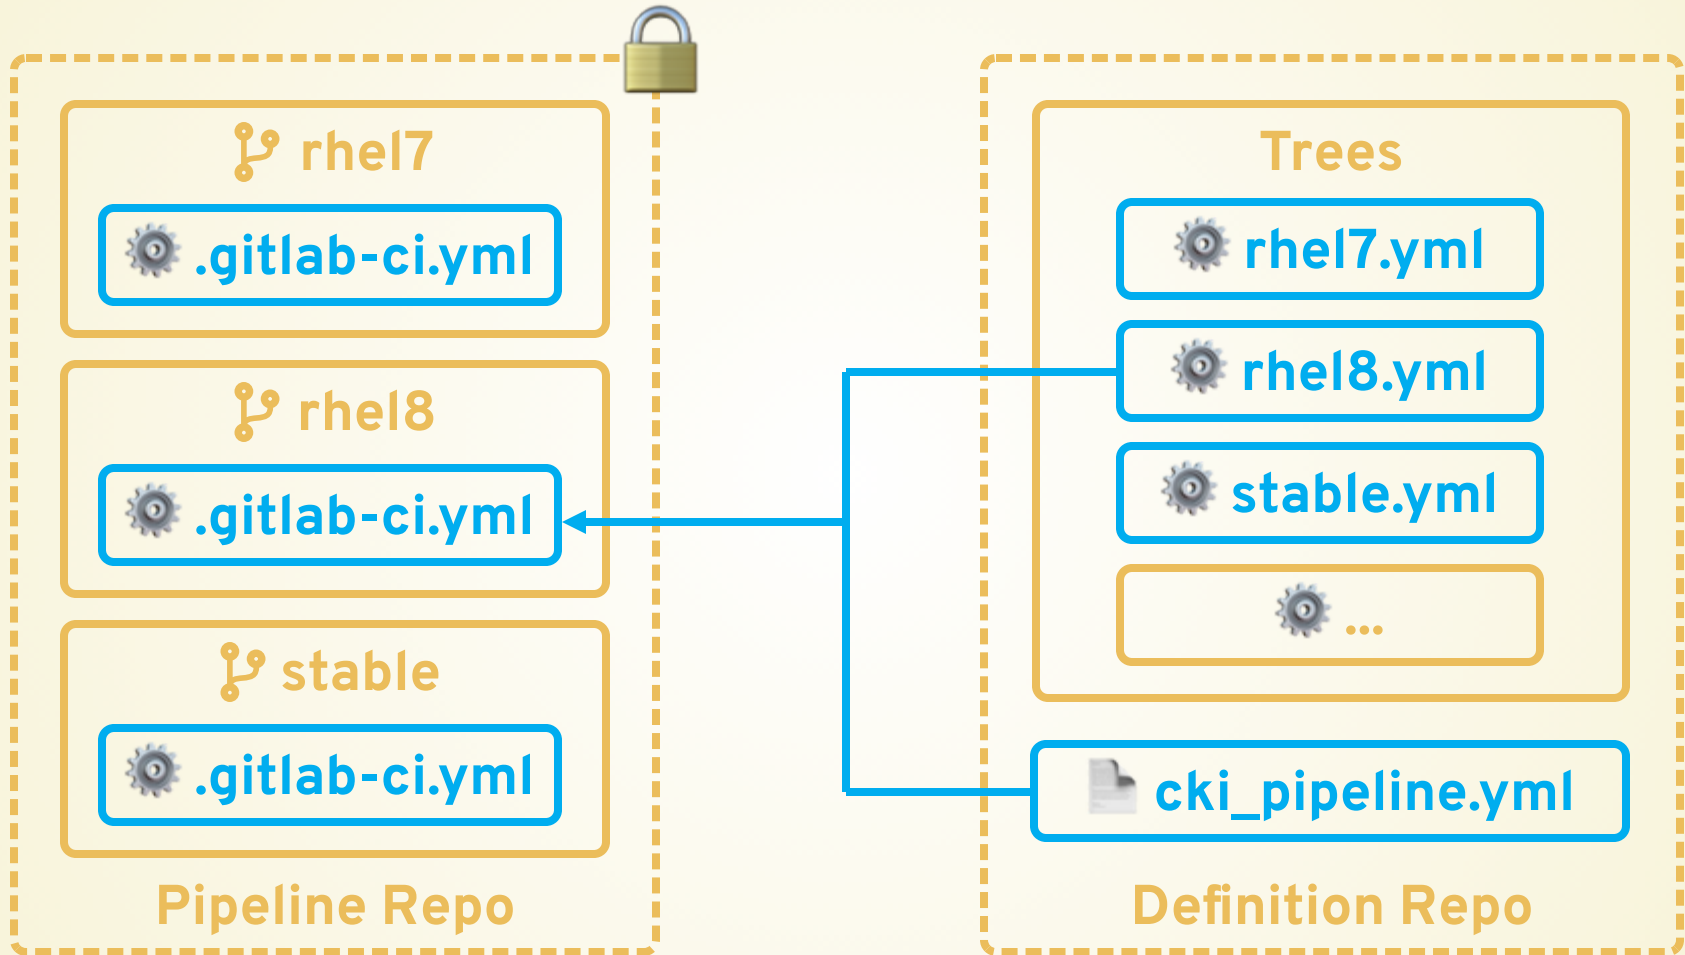 rhel7
.gitlab-ci.yml
rhel8
.gitlab-ci.yml
stable
.gitlab-ci.yml
Pipeline Repo
Trees
rhel7.yml
rhel8.yml
stable.yml
...
cki_pipeline.yml
Definition Repo